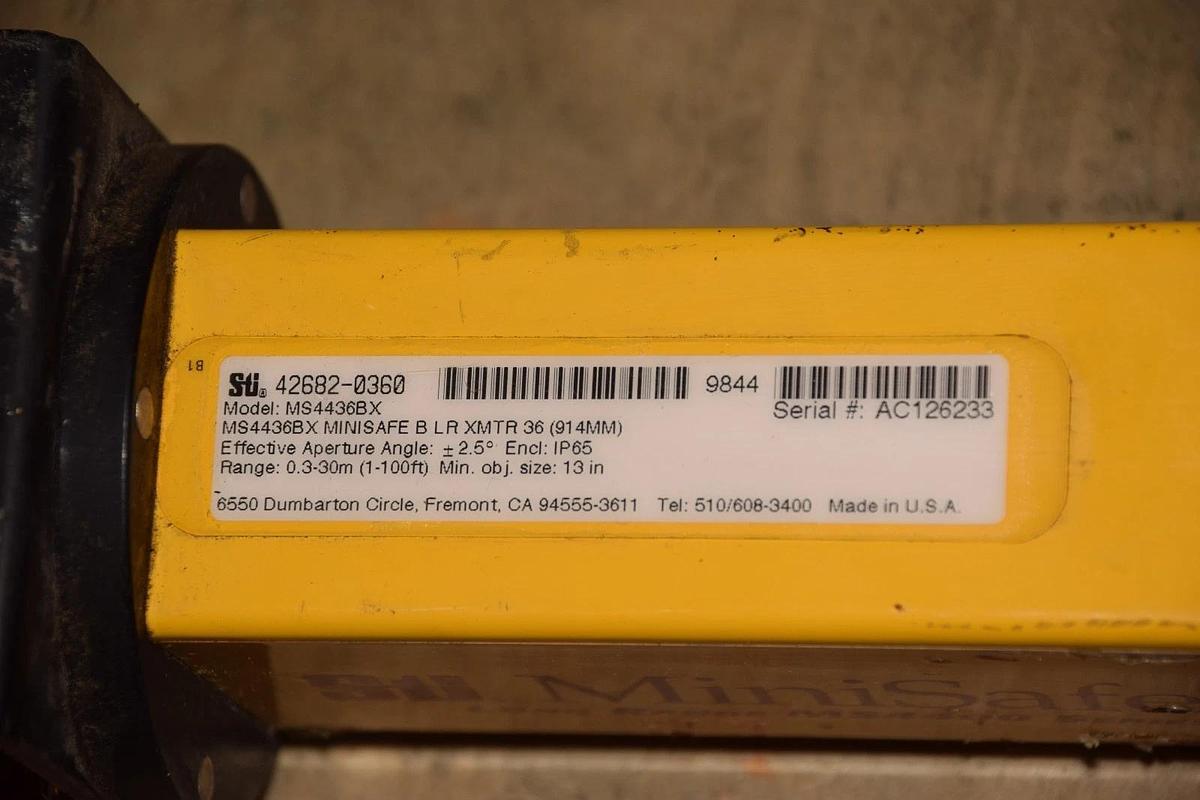 B1
STi® 42682-0360 9844
Model: MS4436BX Serial #: AC126233
MS4436BX MINISAFE B LR XMTR 36 (914MM)
Effective Aperture Angle: ± 2.5° Encl: IP65
Range: 0.3-30m (1-100ft) Min. obj. size: 13 in
6550 Dumbarton Circle, Fremont, CA 94555-3611 Tel: 510/608-3400 Made in U.S.A.
STi MiniSafe